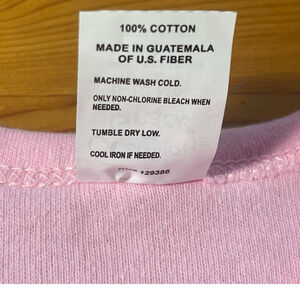 100% COTTON
MADE IN GUATEMALA
OF U.S. FIBER
MACHINE WASH COLD.
ONLY NON-CHLORINE BLEACH WHEN
NEEDED.
TUMBLE DRY LOW.
COOL IRON IF NEEDED.
129386